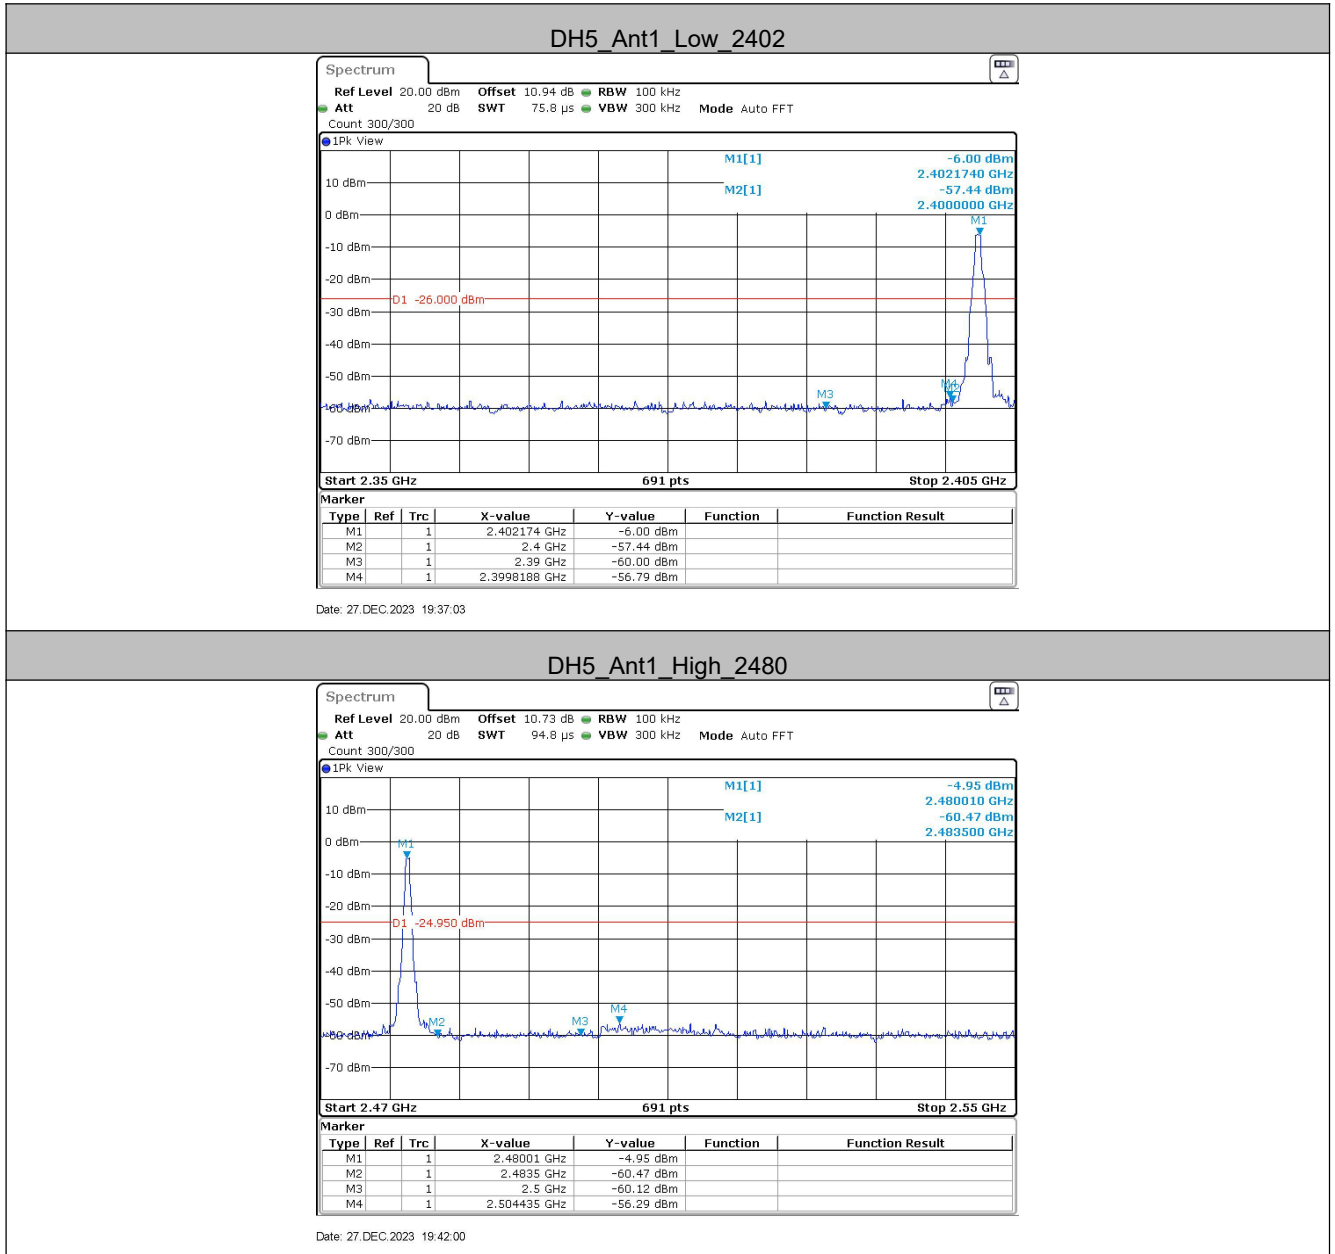 DH5_Ant1_Low_2402
Spectrum
Ref Level 20.00 dBm Offset 10.94 dB RBW 100 kHz
Att 20 dB SWT 75.8 µs VBW 300 kHz Mode Auto FFT
Count 300/300
1Pk View
M1[1] -6.00 dBm
2.4021740 GHz
M2[1] -57.44 dBm
2.4000000 GHz
10 dBm
0 dBm
M1
-10 dBm
-20 dBm
D1 -26.000 dBm
-30 dBm
-40 dBm
-50 dBm
M3 M4 M2
-60 dBm
-70 dBm
Start 2.35 GHz 691 pts Stop 2.405 GHz
Marker
Type Ref Trc X-value Y-value Function Function Result
M1 1 2.402174 GHz -6.00 dBm
M2 1 2.4 GHz -57.44 dBm
M3 1 2.39 GHz -60.00 dBm
M4 1 2.3998188 GHz -56.79 dBm
Date: 27.DEC.2023 19:37:03
DH5_Ant1_High_2480
Spectrum
Ref Level 20.00 dBm Offset 10.73 dB RBW 100 kHz
Att 20 dB SWT 94.8 µs VBW 300 kHz Mode Auto FFT
Count 300/300
1Pk View
M1[1] -4.95 dBm
2.480010 GHz
M2[1] -60.47 dBm
2.483500 GHz
10 dBm
0 dBm
M1
-10 dBm
-20 dBm
D1 -24.950 dBm
-30 dBm
-40 dBm
-50 dBm
M2 M3 M4
-60 dBm
-70 dBm
Start 2.47 GHz 691 pts Stop 2.55 GHz
Marker
Type Ref Trc X-value Y-value Function Function Result
M1 1 2.48001 GHz -4.95 dBm
M2 1 2.4835 GHz -60.47 dBm
M3 1 2.5 GHz -60.12 dBm
M4 1 2.504435 GHz -56.29 dBm
Date: 27.DEC.2023 19:42:00